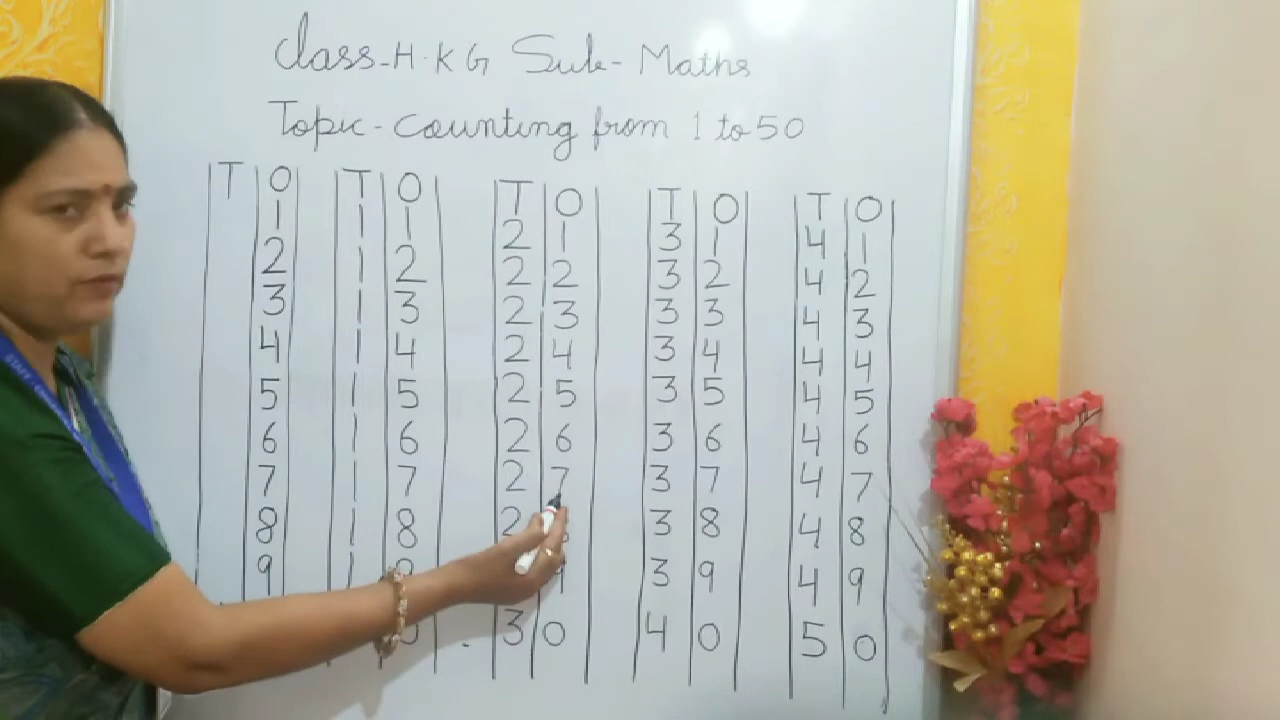 Class-H.KG Sub- Maths
Topic-Counting from 1 to 50
T O T O T O T O T O
1 1 1 2 1 3 1 4 1
2 1 2 2 2 3 2 4 2
3 1 3 2 3 3 3 4 3
4 1 4 2 4 3 4 4 4
5 1 5 2 5 3 5 4 5
6 1 6 2 6 3 6 4 6
7 1 7 2 7 3 7 4 7
8 1 8 2 3 8 4 8
9 1 9 3 9 4 9
0 3 0 4 0 5 0
STAFF